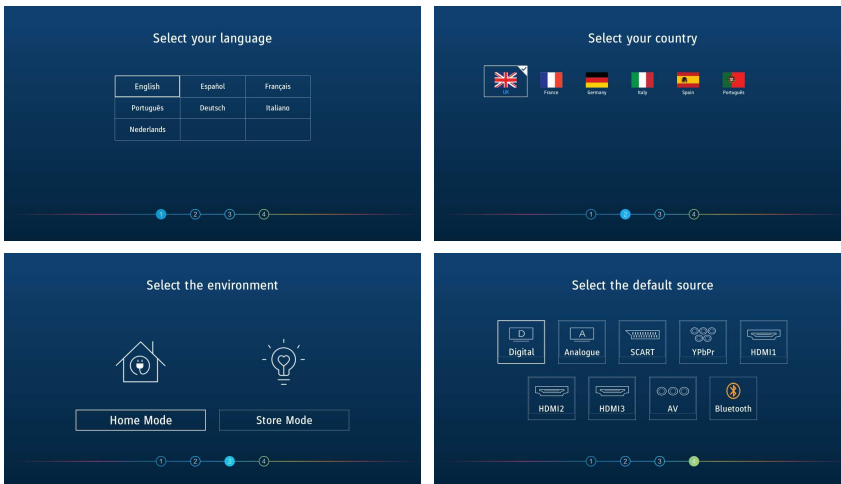 Select your language
English Español Français
Português Deutsch Italiano
Nederlands
1 2 3 4
Select your country
UK France Germany Italy Spain Português
1 2 3 4
Select the environment
Home Mode Store Mode
1 2 3 4
Select the default source
D A
Digital Analogue SCART YPbPr HDMI1
HDMI2 HDMI3 AV Bluetooth
1 2 3 4